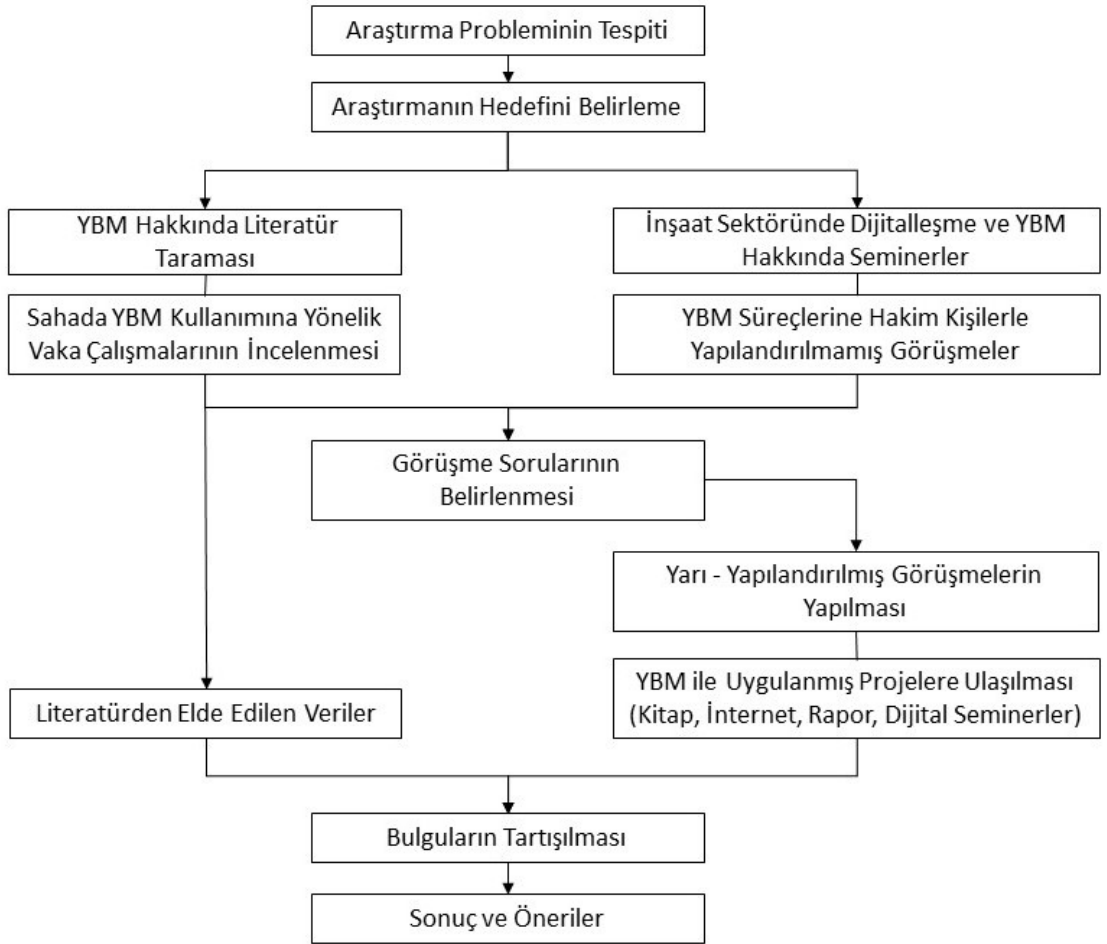 Araştırma Probleminin Tespiti
Araştırmanın Hedefini Belirleme
YBM Hakkında Literatür
Taraması
İnşaat Sektöründe Dijitalleşme ve YBM
Hakkında Seminerler
Sahada YBM Kullanımına Yönelik
Vaka Çalışmalarının İncelenmesi
YBM Süreçlerine Hakim Kişilerle
Yapılandırılmamış Görüşmeler
Görüşme Sorularının
Belirlenmesi
Yarı - Yapılandırılmış Görüşmelerin
Yapılması
Literatürden Elde Edilen Veriler
YBM ile Uygulanmış Projelere Ulaşılması
(Kitap, İnternet, Rapor, Dijital Seminerler)
Bulguların Tartışılması
Sonuç ve Öneriler